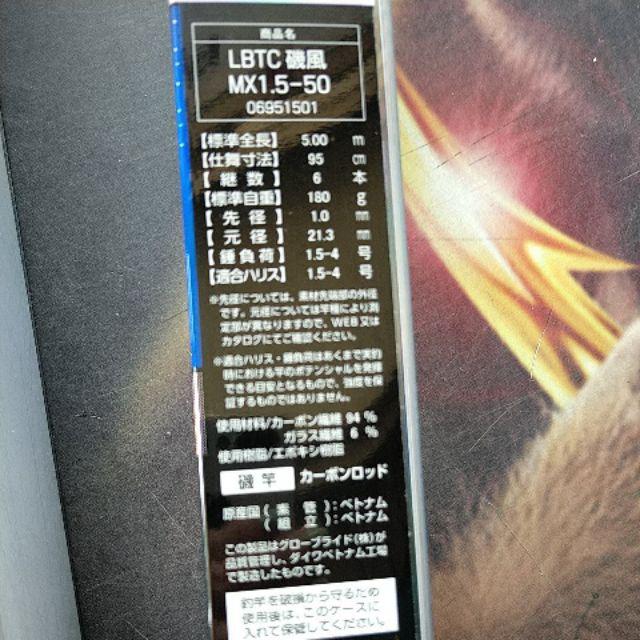 商品名
LBTC 磯風
MX1.5-50
06951501
【標準全長】 5.00 m
【仕舞寸法】 95 cm
【継数】 6 本
【標準自重】 180 g
【先径】 1.0 mm
【元径】 21.3 mm
【錘負荷】 1.5-4 号
【適合ハリス】 1.5-4 号
※先径については、素材先端部の外径
です。元径については竿種により測
定部が異なりますので、WEB又は
カタログにてご確認ください。
※適合ハリス・錘負荷はあくまで実釣
時における竿のポテンシャルを発揮
できる目安となるもので、強度を保
証するものではありません。
使用材料/カーボン繊維 94 %
ガラス繊維 6 %
使用樹脂/エポキシ樹脂
磯竿 カーボンロッド
原産国(素管):ベトナム
(組立):ベトナム
この製品はグローブライド(株)が
品質管理し、ダイワベトナム工場
で製造したものです。
釣竿を破損から守るため
使用後は、このケースに
入れて保管してください。